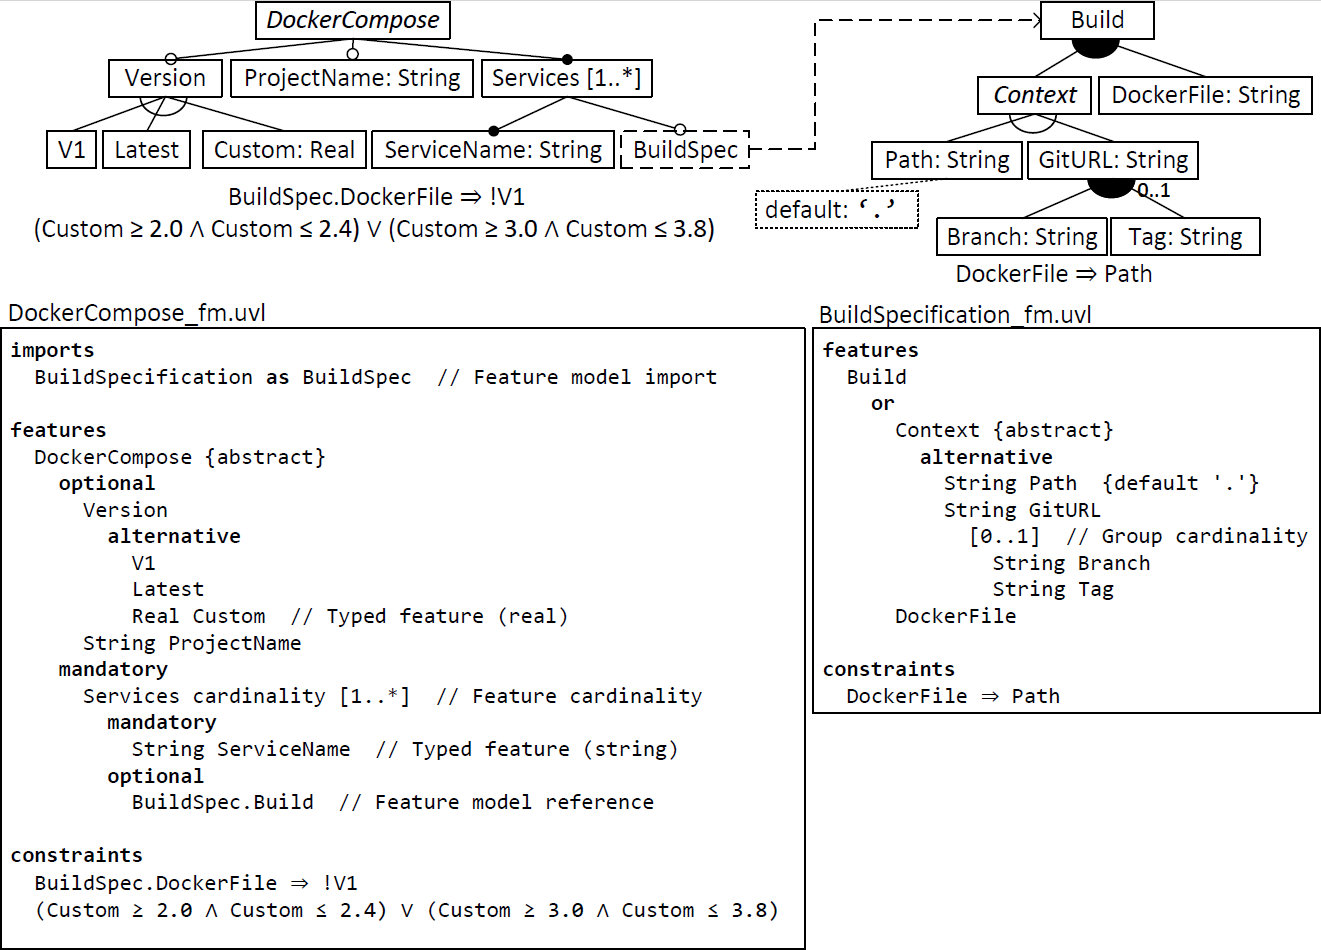 DockerCompose
Version
ProjectName: String
Services [1..*]
V1
Latest
Custom: Real
ServiceName: String
BuildSpec
BuildSpec.DockerFile ⇒ !V1
(Custom ≥ 2.0 ∧ Custom ≤ 2.4) ∨ (Custom ≥ 3.0 ∧ Custom ≤ 3.8)
Build
Context
DockerFile: String
Path: String
GitURL: String
default: ‘.’
0..1
Branch: String
Tag: String
DockerFile ⇒ Path
DockerCompose_fm.uvl
imports
BuildSpecification as BuildSpec // Feature model import
features
DockerCompose {abstract}
optional
Version
alternative
V1
Latest
Real Custom // Typed feature (real)
String ProjectName
mandatory
Services cardinality [1..*] // Feature cardinality
mandatory
String ServiceName // Typed feature (string)
optional
BuildSpec.Build // Feature model reference
constraints
BuildSpec.DockerFile ⇒ !V1
(Custom ≥ 2.0 ∧ Custom ≤ 2.4) ∨ (Custom ≥ 3.0 ∧ Custom ≤ 3.8)
BuildSpecification_fm.uvl
features
Build
or
Context {abstract}
alternative
String Path {default '.'}
String GitURL
[0..1] // Group cardinality
String Branch
String Tag
DockerFile
constraints
DockerFile ⇒ Path